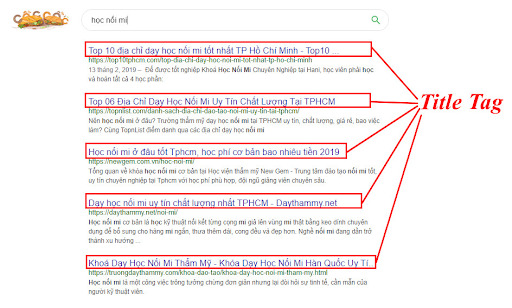 CỐC CỐC
học nối mi
Top 10 địa chỉ dạy học nối mi tốt nhất TP Hồ Chí Minh - Top10 ...
https://top10tphcm.com/dia-chi-day-hoc-noi-mi-tot-nhat-tp-ho-chi-minh
13 tháng 2, 2019 – Để được tốt nghiệp Khoá Học Nối Mi Chuyên Nghiệp tại Hani, học viên phải học
và hoàn tất cả 4 học phần:
Top 06 Địa Chỉ Dạy Học Nối Mi Uy Tín Chất Lượng Tại TPHCM
https://topnlist.com/danh-sach-dia-chi-dao-tao-noi-mi-uy-tin-tai-tphcm/
Nên học nối mi ở đâu? Trường thẩm mỹ dạy học nối mi tại TPHCM uy tín, chất lượng, giá rẻ, bao việc
làm? Cùng TopnList điểm danh qua các địa chỉ dạy học nối mi
Học nối mi ở đâu tốt Tphcm, học phí cơ bản bao nhiêu tiền 2019
https://newgem.com.vn/hoc-noi-mi/
Tổng quan về khóa học nối mi cơ bản tại Học viện thẩm mỹ New Gem - Trung tâm đào tạo nối mi tốt,
uy tín chuyên nghiệp tại Tphcm với học phí phù hợp, đội ngũ giảng viên chuyên sâu.
Dạy học nối mi uy tín chất lượng nhất TPHCM - Daythammy.net
https://daythammy.net/noi-mi/
Học nối mi cơ bản là học kỹ thuật nối kết từng cọng mi giả lên vùng mi thật bằng keo dính chuyên
dụng để bổ sung cho hàng mi ngắn, thưa thêm dài, cong đều và đẹp hơn. Nghề nối mi đang dần trở
thành xu hướng ...
Khoá Dạy Học Nối Mi Thẩm Mỹ - Khóa Dạy Học Nối Mi Hàn Quốc Uy Tí...
https://truongdaythammy.com/khoa-dao-tao/khoa-day-hoc-noi-mi-tham-my.html
Học nối mi là một công việc trông tưởng chừng đơn giản nhưng lại đòi hỏi sự tinh tế, cẩn mẫn của
người kỹ thuật viên.
Title Tag